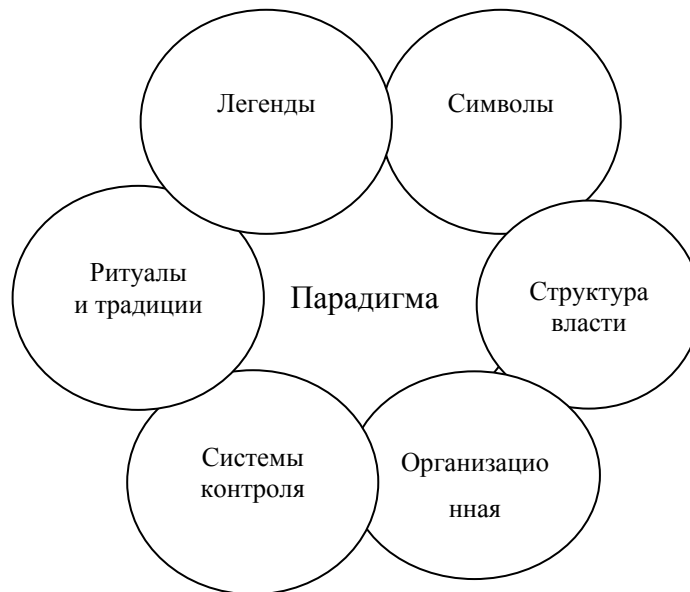 Легенды
Символы
Ритуалы
и традиции
Парадигма
Структура
власти
Системы
контроля
Организацио
нная